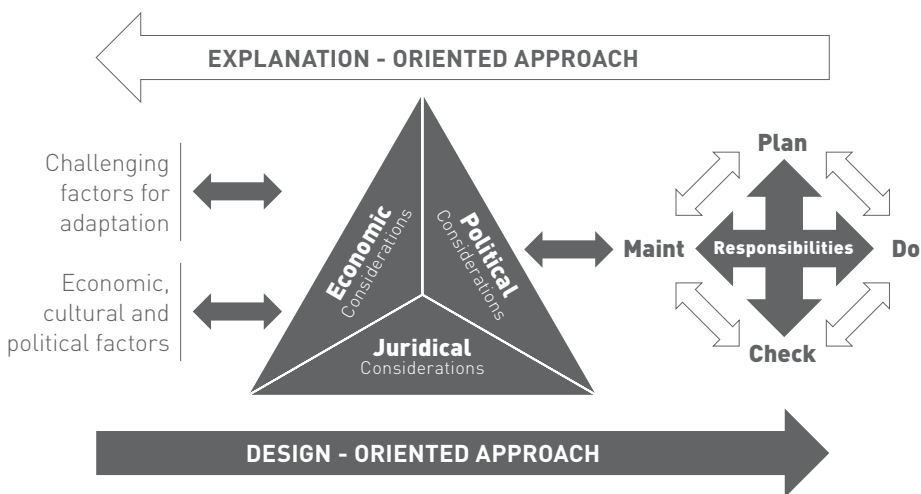 EXPLANATION - ORIENTED APPROACH
Challenging
factors for
adaptation
Economic,
cultural and
political factors
Economic
Considerations
Political
Considerations
Juridical
Considerations
Plan
Maint
Responsibilities
Do
Check
DESIGN - ORIENTED APPROACH